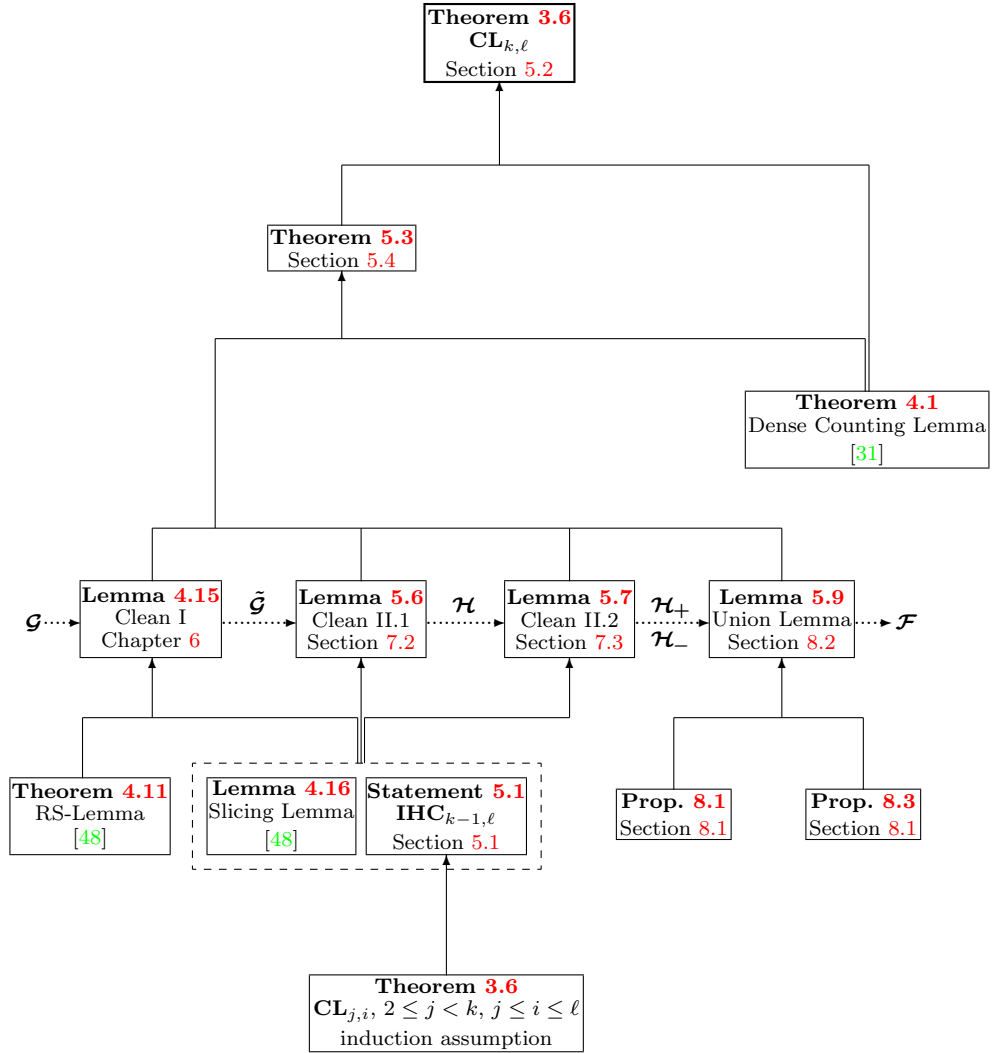 Theorem 3.6
CL_{k,ℓ}
Section 5.2
Theorem 5.3
Section 5.4
Theorem 4.1
Dense Counting Lemma
[31]
𝓖
Lemma 4.15
Clean I
Chapter 6
𝓖̃
Lemma 5.6
Clean II.1
Section 7.2
𝓗
Lemma 5.7
Clean II.2
Section 7.3
𝓗₊
𝓗₋
Lemma 5.9
Union Lemma
Section 8.2
𝓕
Theorem 4.11
RS-Lemma
[48]
Lemma 4.16
Slicing Lemma
[48]
Statement 5.1
IHC_{k−1,ℓ}
Section 5.1
Prop. 8.1
Section 8.1
Prop. 8.3
Section 8.1
Theorem 3.6
CL_{j,i}, 2 ≤ j < k, j ≤ i ≤ ℓ
induction assumption